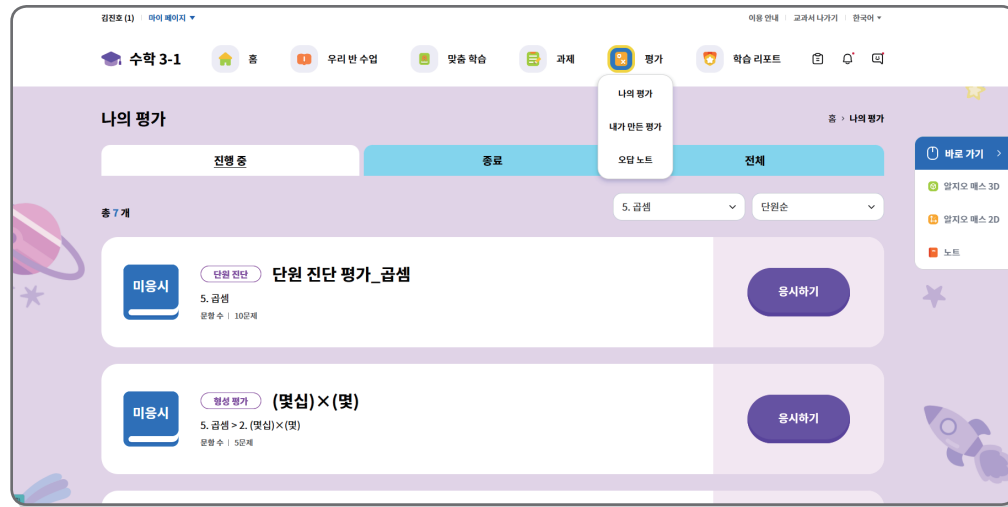 김진호 (1) | 마이 페이지 ▼
이용 안내 | 교과서 나가기 | 한국어 ▾
수학 3-1
홈
우리 반 수업
맞춤 학습
과제
평가
학습 리포트
나의 평가
내가 만든 평가
오답 노트
나의 평가
홈 > 나의 평가
진행 중
종료
전체
총 7 개
5. 곱셈
단원순
미응시
단원 진단
단원 진단 평가_곱셈
5. 곱셈
문항 수 | 10문제
응시하기
미응시
형성 평가
(몇십)×(몇)
5. 곱셈 > 2. (몇십)×(몇)
문항 수 | 5문제
응시하기
바로 가기 >
알지오 매스 3D
알지오 매스 2D
노트